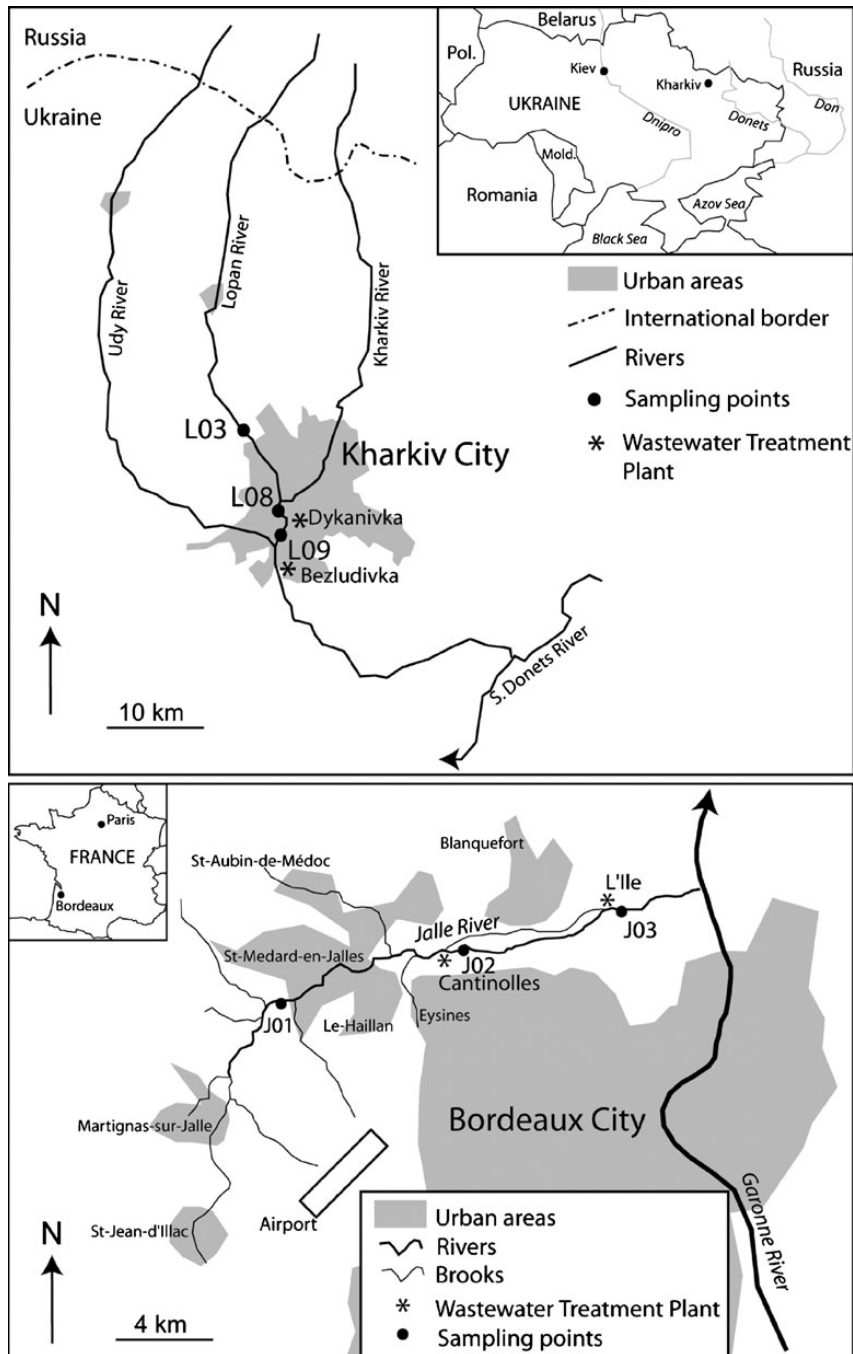 Russia
Ukraine
Udy River
Lopan River
Kharkiv River
L03
Kharkiv City
L08
Dykanivka
L09
Bezludivka
S. Donets River
N
10 km
Belarus
Pol.
Kiev
Kharkiv
Russia
UKRAINE
Dnipro
Donets
Don
Mold.
Romania
Azov Sea
Black Sea
Urban areas
International border
Rivers
Sampling points
Wastewater Treatment
Plant
Paris
FRANCE
Bordeaux
St-Aubin-de-Médoc
Blanquefort
L'Ile
Jalle River
J03
St-Medard-en-Jalles
J02
Cantinolles
J01
Le-Haillan
Eysines
Martignas-sur-Jalle
Bordeaux City
St-Jean-d'Illac
Airport
Garonne River
N
4 km
Urban areas
Rivers
Brooks
Wastewater Treatment Plant
Sampling points